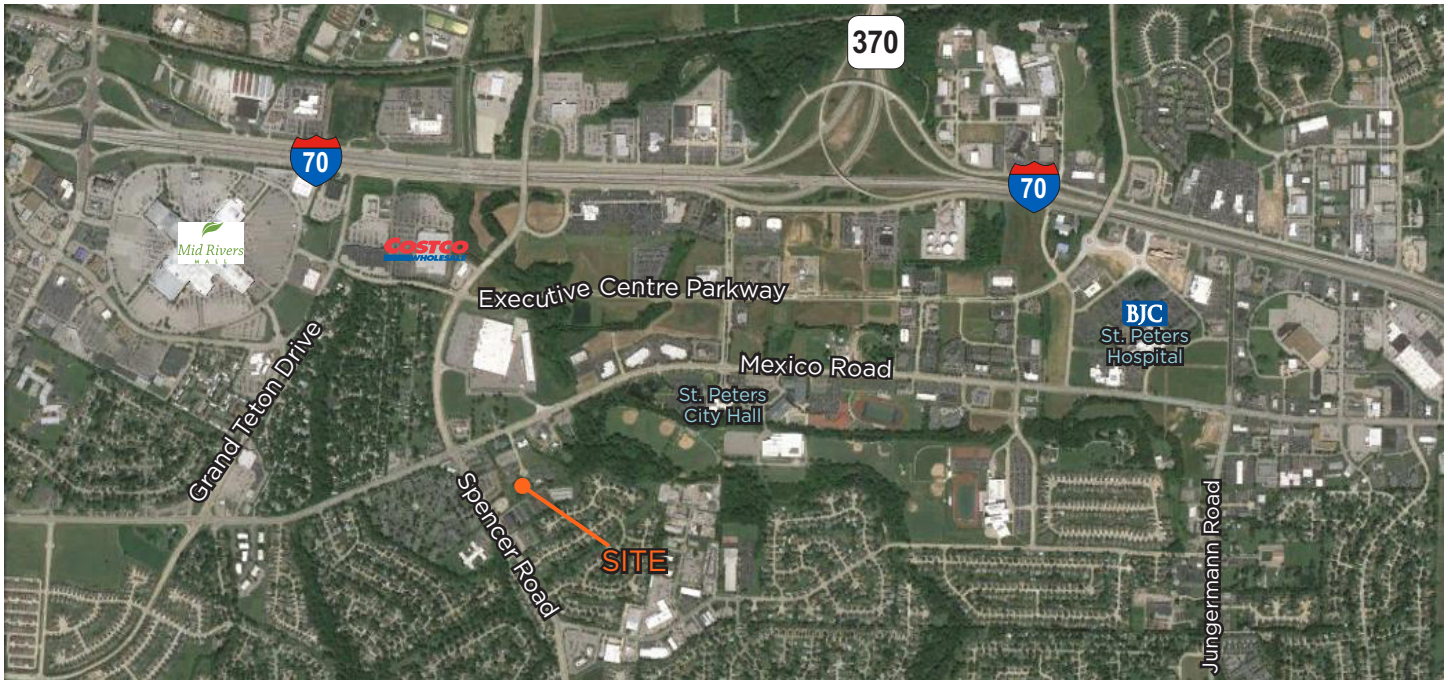 370
70
70
Mid Rivers
MALL
COSTCO
WHOLESALE
Executive Centre Parkway
BJC
St. Peters
Hospital
Grand Teton Drive
Mexico Road
St. Peters
City Hall
Spencer Road
SITE
Jungermann Road